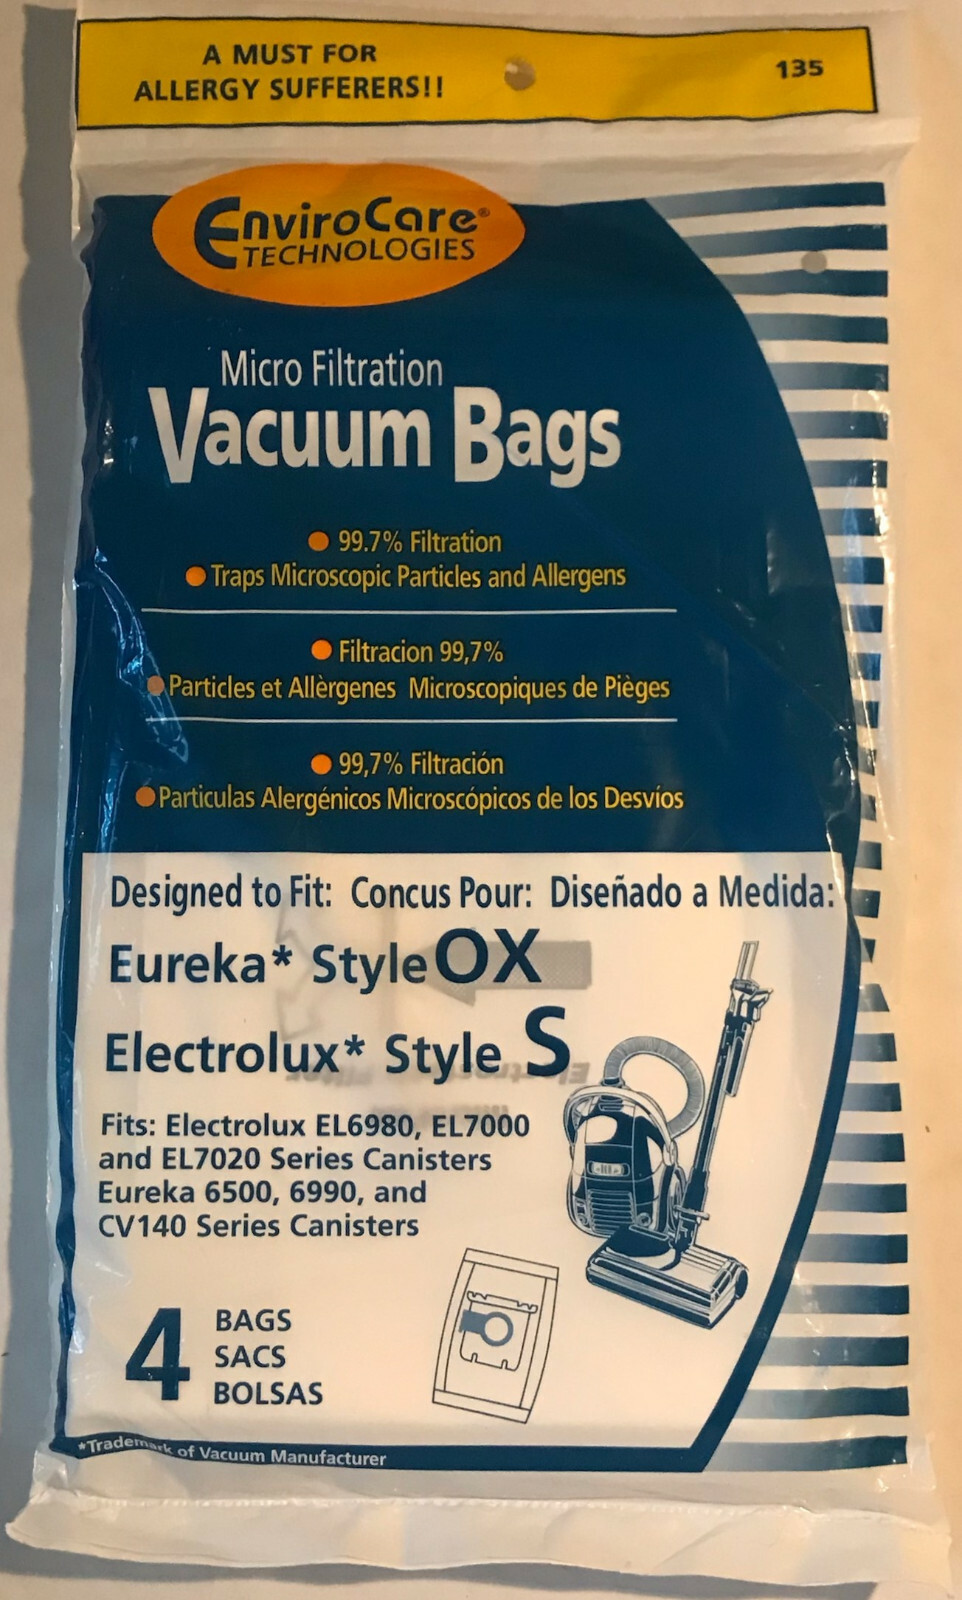 A MUST FOR
ALLERGY SUFFERERS!!
135
EnviroCare®
TECHNOLOGIES
Micro Filtration
Vacuum Bags
99.7% Filtration
Traps Microscopic Particles and Allergens
Filtracion 99,7%
Particles et Allèrgenes Microscopiques de Pièges
99,7% Filtración
Particulas Alergénicos Microscópicos de los Desvíos
Designed to Fit: Concus Pour: Diseñado a Medida:
Eureka* Style OX
Electrolux* Style S
Fits: Electrolux EL6980, EL7000
and EL7020 Series Canisters
Eureka 6500, 6990, and
CV140 Series Canisters
4
BAGS
SACS
BOLSAS
*Trademark of Vacuum Manufacturer